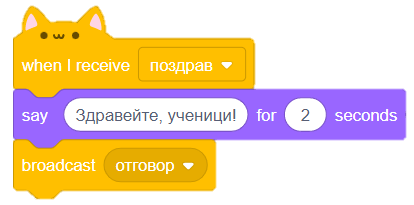 when I receive поздрав
say Здравейте, ученици! for 2 seconds
broadcast отговор